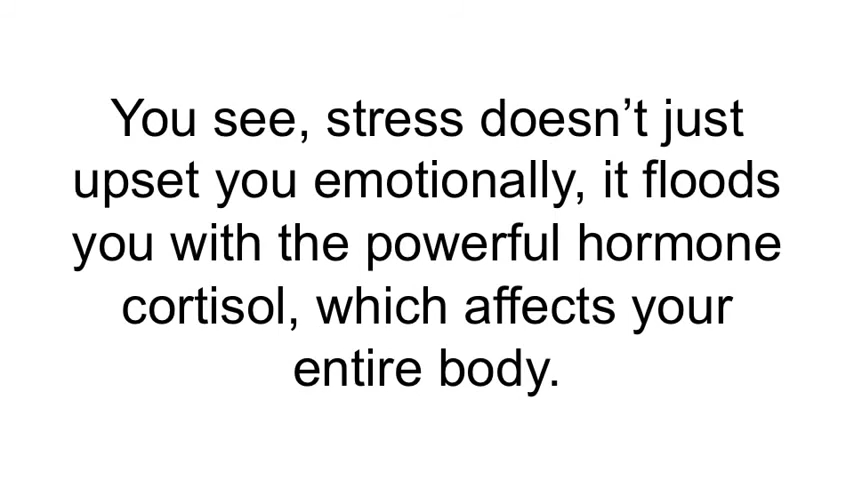 You see, stress doesn’t just
upset you emotionally, it floods
you with the powerful hormone
cortisol, which affects your
entire body.